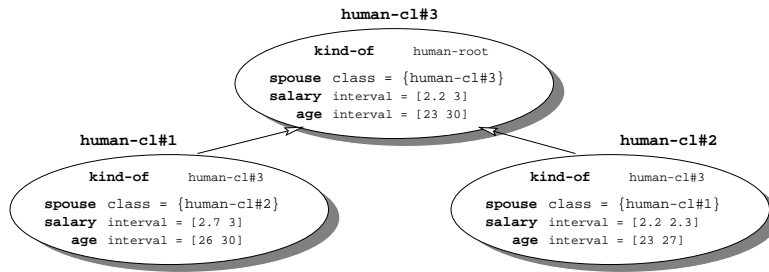 human-cl#3
kind-of human-root
spouse class = {human-cl#3}
salary interval = [2.2 3]
age interval = [23 30]
human-cl#1
kind-of human-cl#3
spouse class = {human-cl#2}
salary interval = [2.7 3]
age interval = [26 30]
human-cl#2
kind-of human-cl#3
spouse class = {human-cl#1}
salary interval = [2.2 2.3]
age interval = [23 27]